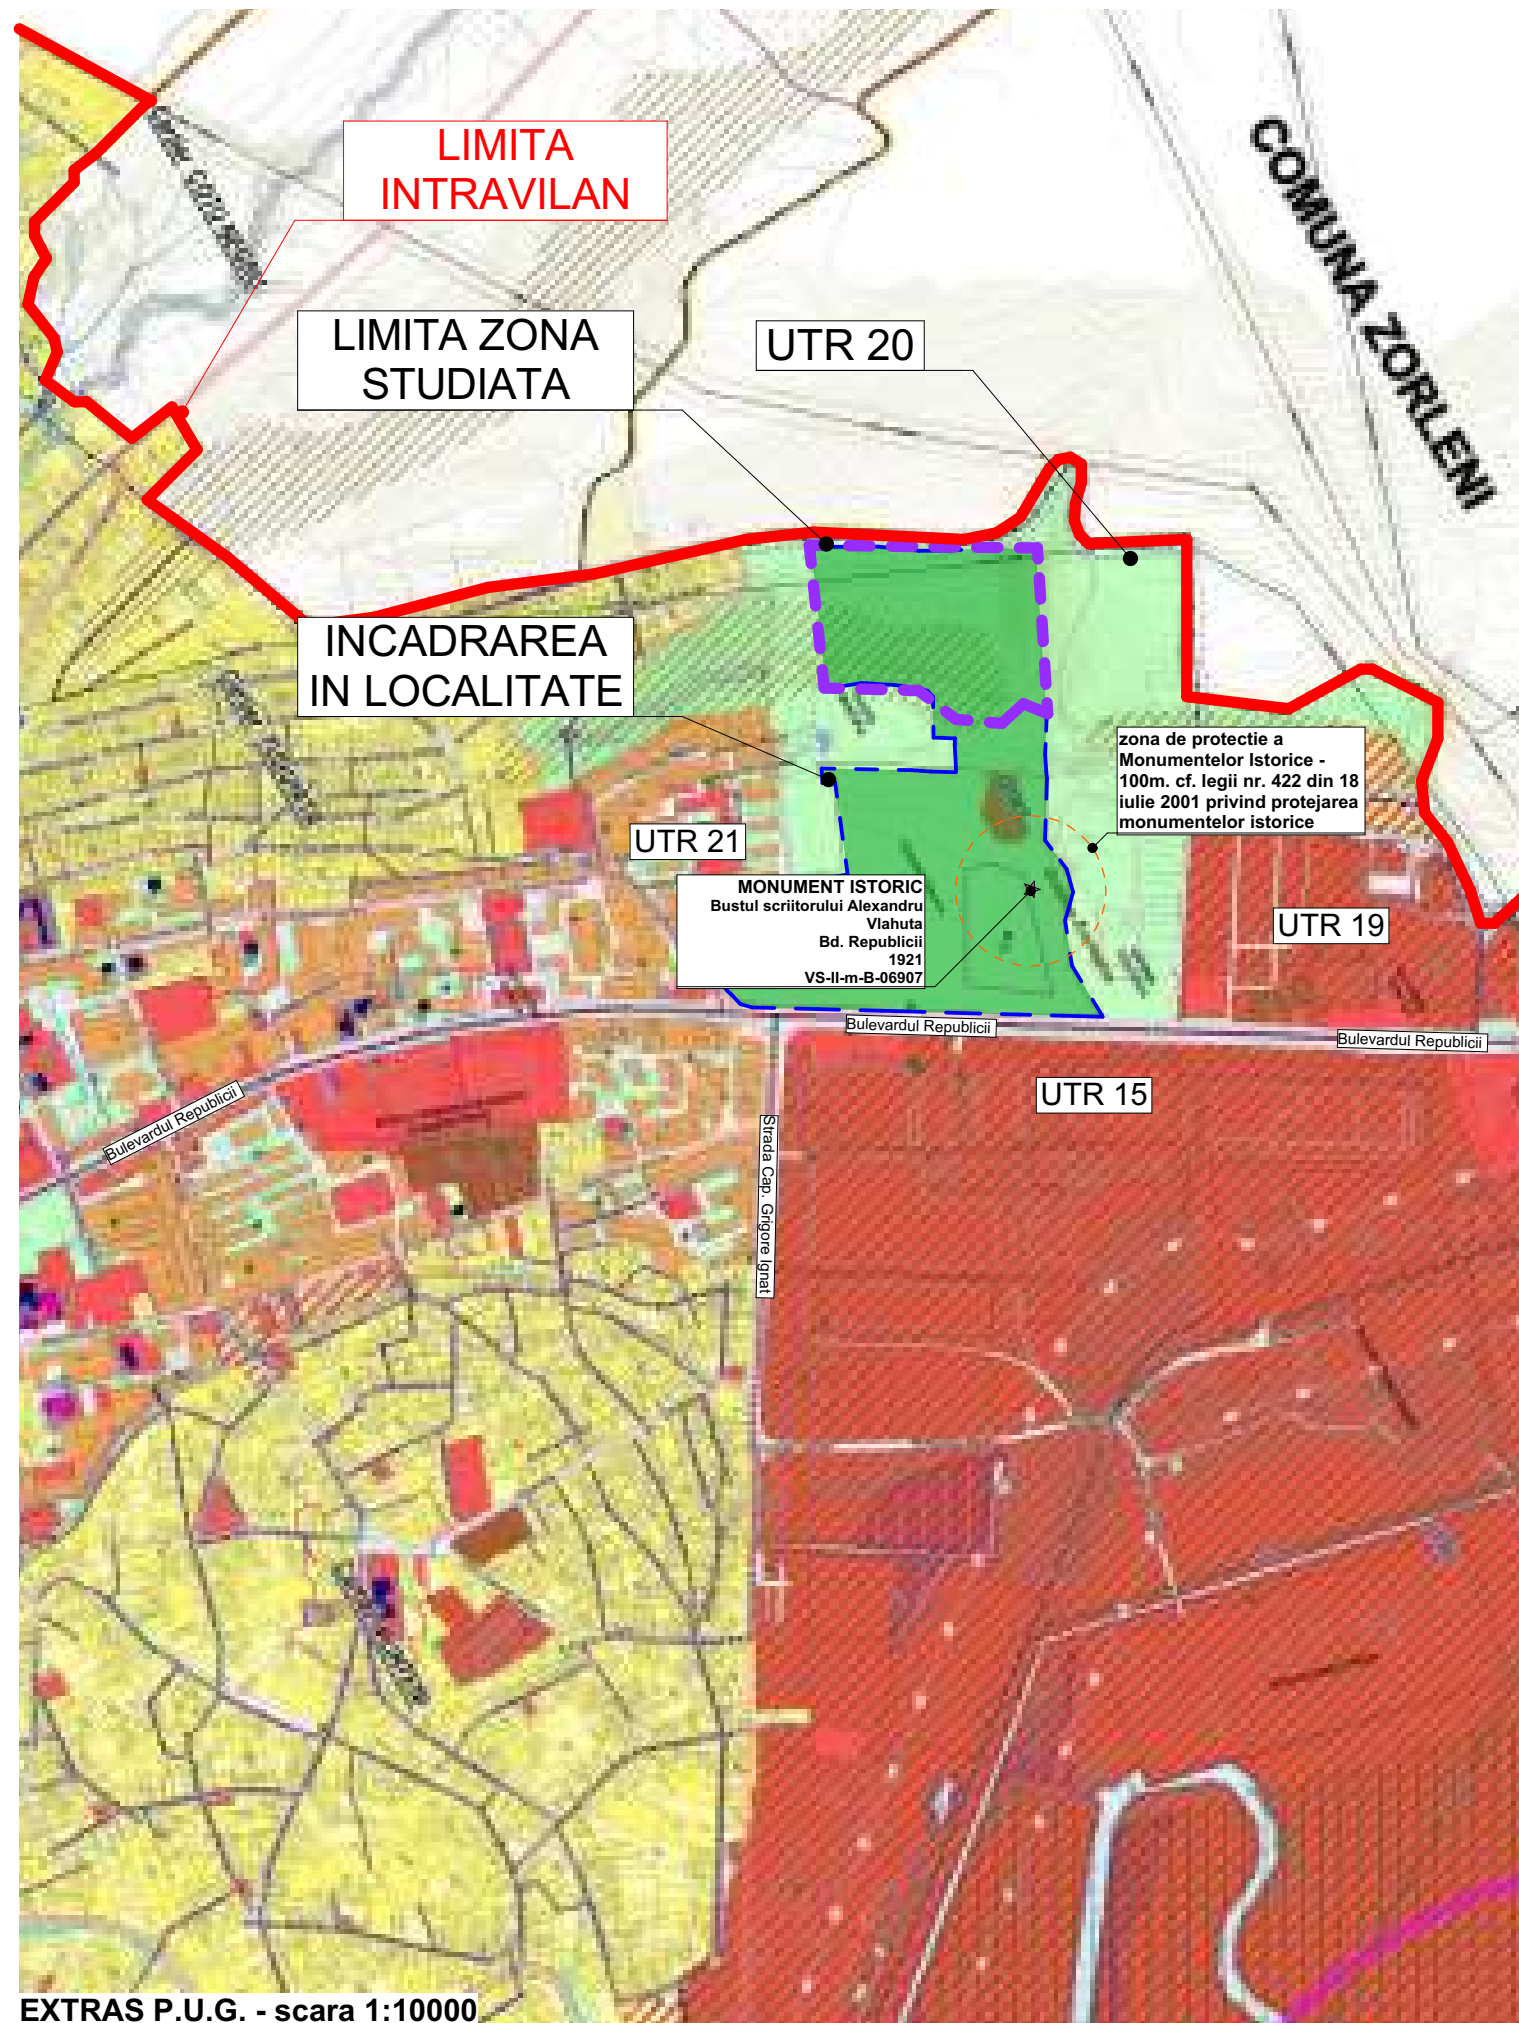 LIMITA
INTRAVILAN
COMUNA ZORLENI
LIMITA ZONA
STUDIATA
UTR 20
INCADRAREA
IN LOCALITATE
zona de protectie a
Monumentelor Istorice -
100m. cf. legii nr. 422 din 18
iulie 2001 privind protejarea
monumentelor istorice
UTR 21
MONUMENT ISTORIC
Bustul scriitorului Alexandru
Vlahuta
Bd. Republicii
1921
VS-II-m-B-06907
UTR 19
Bulevardul Republicii
Bulevardul Republicii
UTR 15
Bulevardul Republicii
Strada Cap. Grigore Ignat
EXTRAS P.U.G. - scara 1:10000